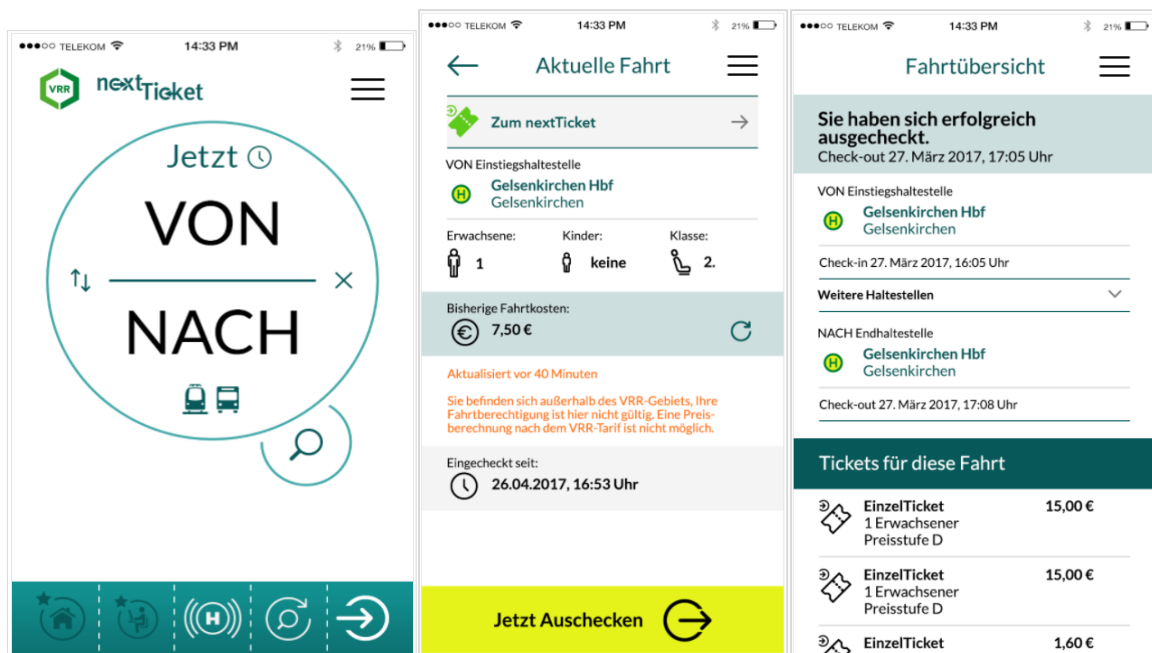 TELEKOM 14:33 PM 21%
VRR nextTicket
Jetzt
VON
NACH
H
TELEKOM 14:33 PM 21%
Aktuelle Fahrt
Zum nextTicket
VON Einstiegshaltestelle
H Gelsenkirchen Hbf
Gelsenkirchen
Erwachsene: Kinder: Klasse:
1 keine 2.
Bisherige Fahrtkosten:
€ 7,50 €
Aktualisiert vor 40 Minuten
Sie befinden sich außerhalb des VRR-Gebiets, Ihre
Fahrtberechtigung ist hier nicht gültig. Eine Preis-
berechnung nach dem VRR-Tarif ist nicht möglich.
Eingecheckt seit:
26.04.2017, 16:53 Uhr
Jetzt Auschecken
TELEKOM 14:33 PM 21%
Fahrtübersicht
Sie haben sich erfolgreich
ausgecheckt.
Check-out 27. März 2017, 17:05 Uhr
VON Einstiegshaltestelle
H Gelsenkirchen Hbf
Gelsenkirchen
Check-in 27. März 2017, 16:05 Uhr
Weitere Haltestellen
NACH Endhaltestelle
H Gelsenkirchen Hbf
Gelsenkirchen
Check-out 27. März 2017, 17:08 Uhr
Tickets für diese Fahrt
EinzelTicket 15,00 €
1 Erwachsener
Preisstufe D
EinzelTicket 15,00 €
1 Erwachsener
Preisstufe D
EinzelTicket 1,60 €